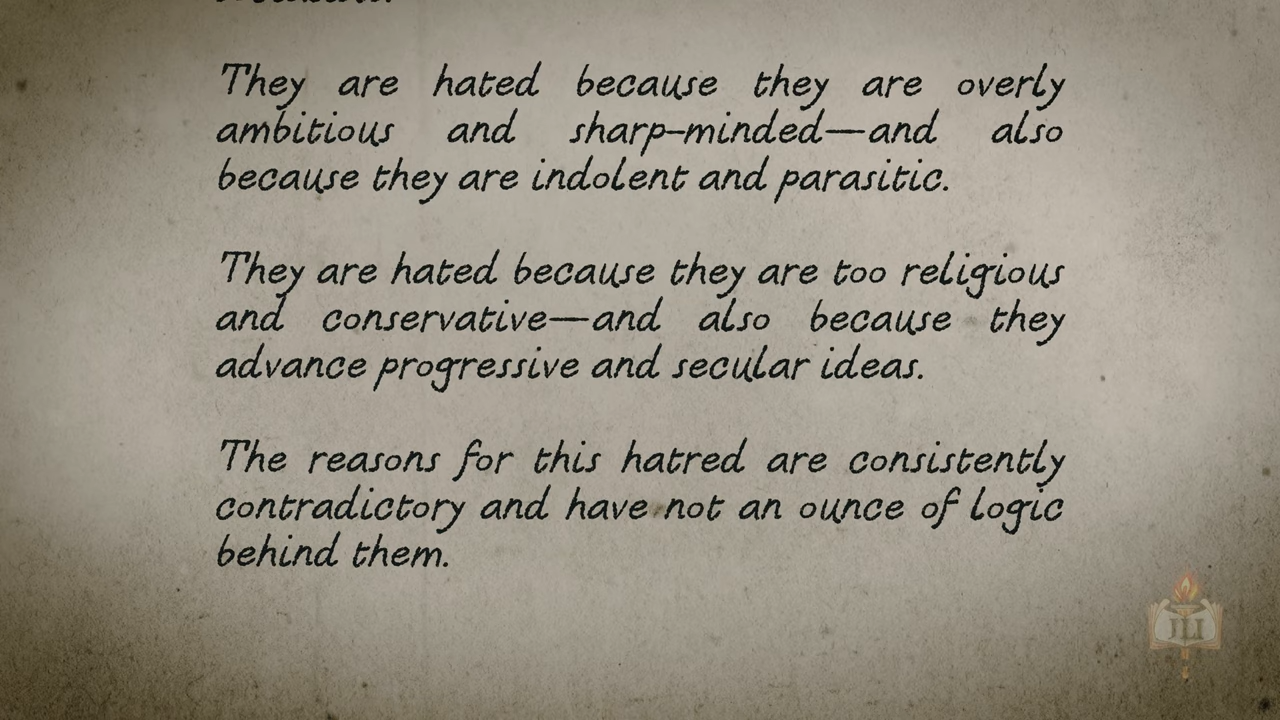 They are hated because they are overly
ambitious and sharp-minded—and also
because they are indolent and parasitic.
They are hated because they are too religious
and conservative—and also because they
advance progressive and secular ideas.
The reasons for this hatred are consistently
contradictory and have not an ounce of logic
behind them.
JLI